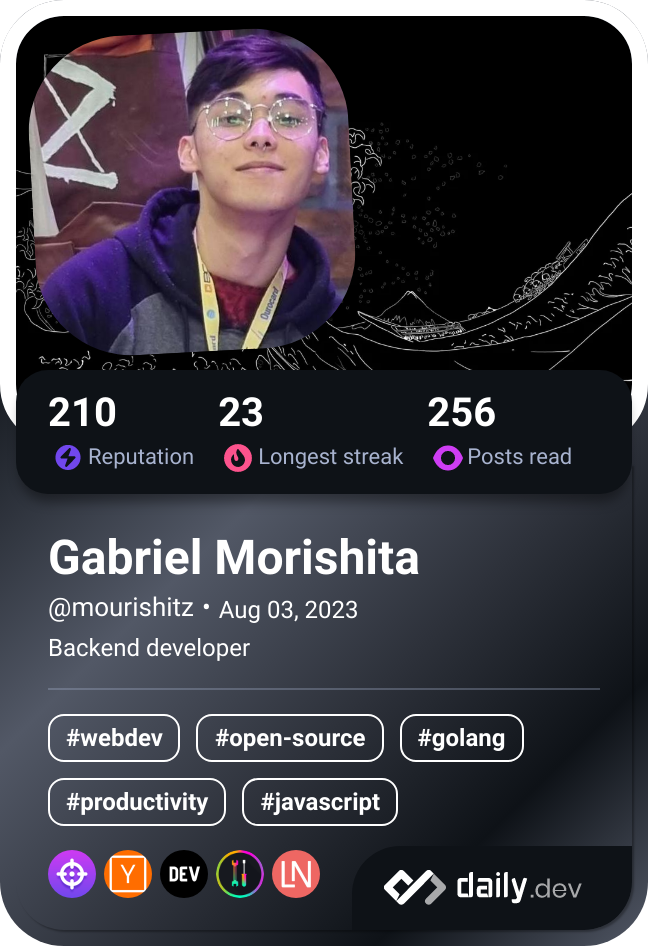 210 23 256
Reputation Longest streak Posts read
Gabriel Morishita
@mourishitz • Aug 03, 2023
Backend developer
#webdev #open-source #golang
#productivity #javascript
Y DEV LN
daily.dev